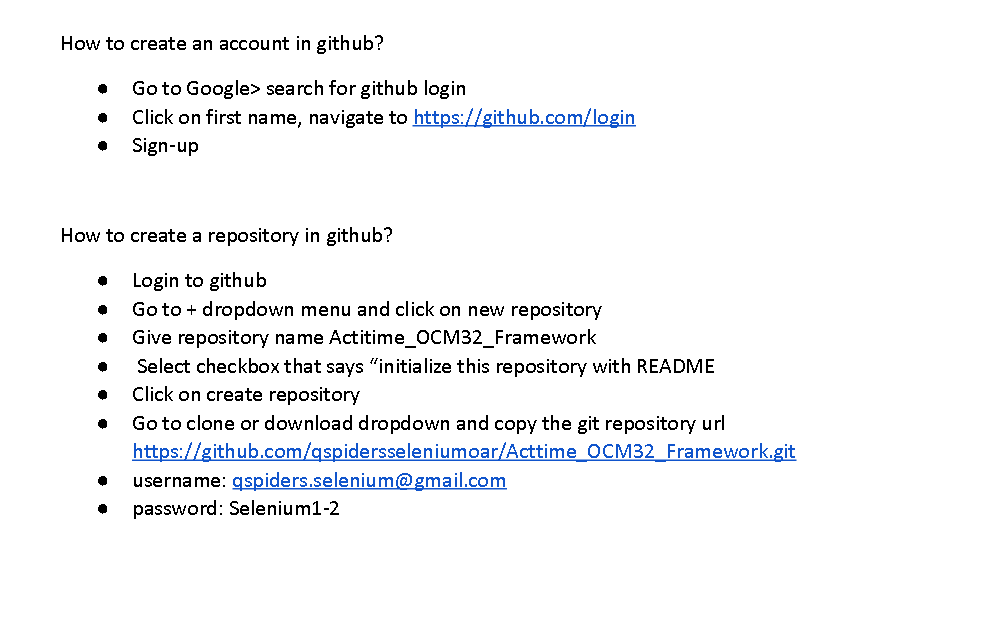 How to create an account in github?
● Go to Google> search for github login
● Click on first name, navigate to https://github.com/login
● Sign-up
How to create a repository in github?
● Login to github
● Go to + dropdown menu and click on new repository
● Give repository name Actitime_OCM32_Framework
● Select checkbox that says “initialize this repository with README
● Click on create repository
● Go to clone or download dropdown and copy the git repository url
https://github.com/qspidersseleniumoar/Acttime_OCM32_Framework.git
● username: qspiders.selenium@gmail.com
● password: Selenium1-2